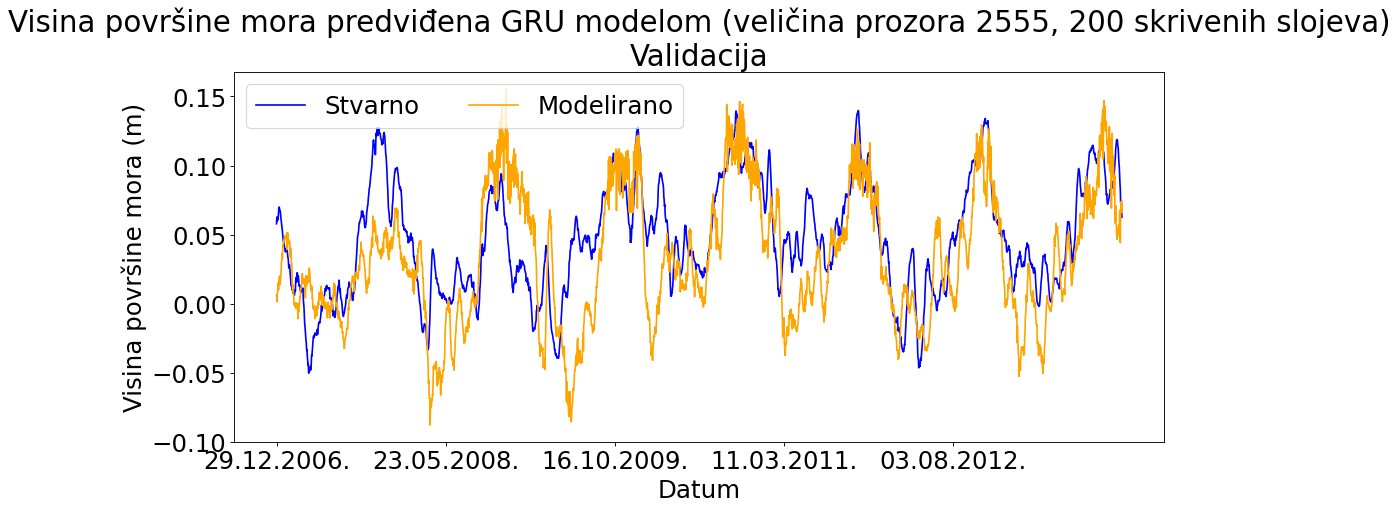 Visina površine mora predviđena GRU modelom (veličina prozora 2555, 200 skrivenih slojeva)
Validacija
Stvarno
Modelirano
Visina površine mora (m)
0.15
0.10
0.05
0.00
−0.05
−0.10
29.12.2006.
23.05.2008.
16.10.2009.
11.03.2011.
03.08.2012.
Datum